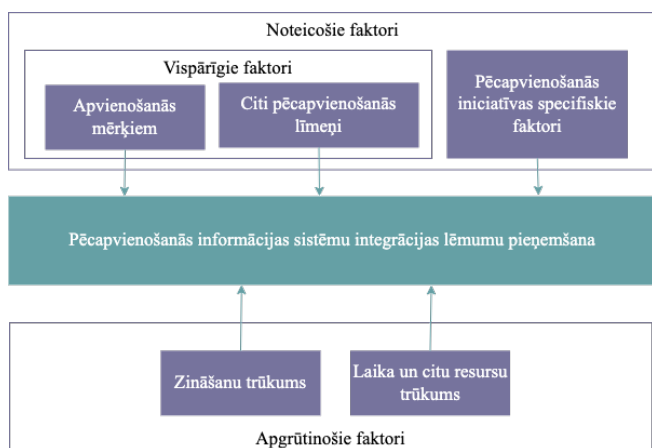 Noteicošie faktori
Vispārīgie faktori
Apvienošanās
mērķiem
Citi pēcapvienošanās
līmeņi
Pēcapvienošanās
iniciatīvas specifiskie
faktori
Pēcapvienošanās informācijas sistēmu integrācijas lēmumu pieņemšana
Zināšanu trūkums
Laika un citu resursu
trūkums
Apgrūtinošie faktori